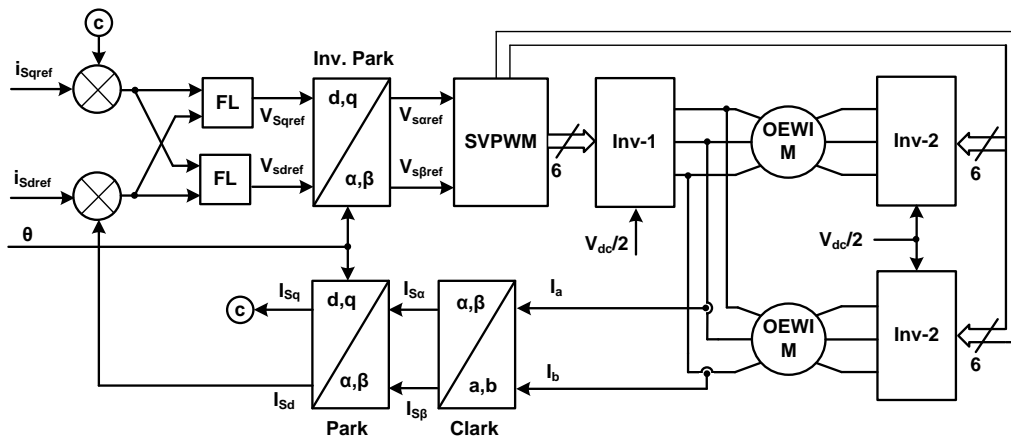 c
Inv. Park
iSqref
FL
VSqref
d,q
α,β
Vsαref
SVPWM
6
Inv-1
OEWI
M
Inv-2
6
FL
Vsdref
Vsβref
iSdref
Vdc/2
Vdc/2
θ
ISq
c
d,q
α,β
ISα
α,β
a,b
Ia
OEWI
M
Inv-2
6
ISd
ISβ
Ib
Park
Clark